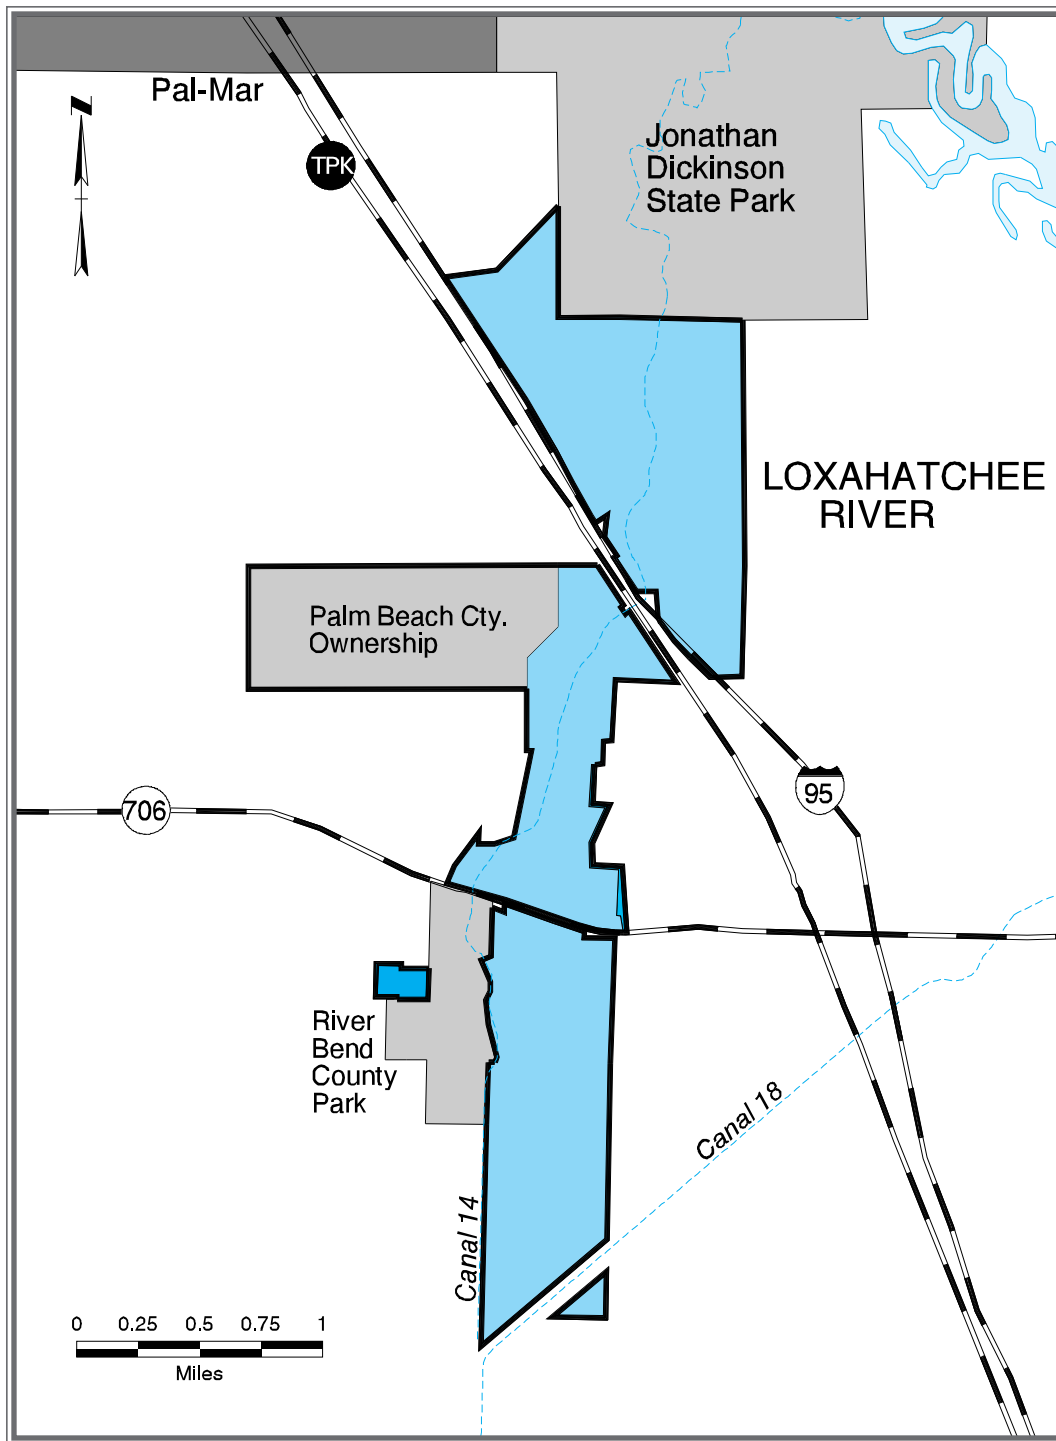 Pal-Mar
N
TPK
Jonathan
Dickinson
State Park
LOXAHATCHEE
RIVER
Palm Beach Cty.
Ownership
706
95
River
Bend
County
Park
Canal 18
Canal 14
0 0.25 0.5 0.75 1
Miles